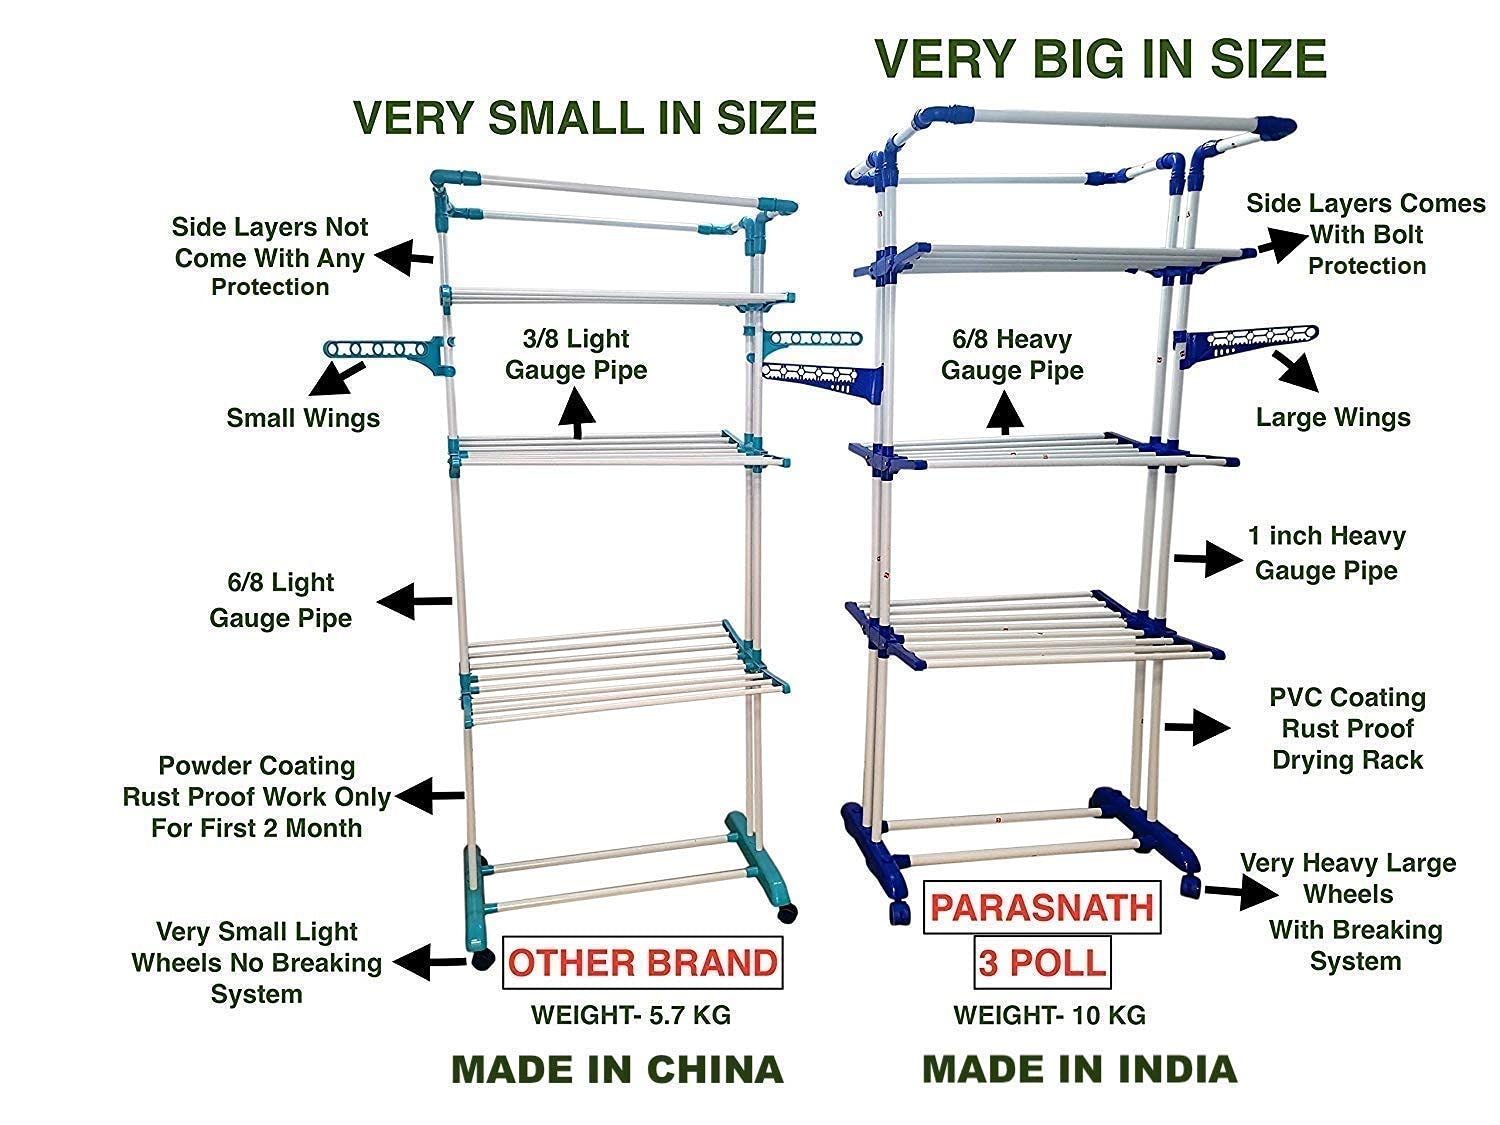 VERY BIG IN SIZE
VERY SMALL IN SIZE
Side Layers Not
Come With Any
Protection
3/8 Light
Gauge Pipe
Small Wings
6/8 Light
Gauge Pipe
Powder Coating
Rust Proof Work Only
For First 2 Month
Very Small Light
Wheels No Breaking
System
OTHER BRAND
WEIGHT- 5.7 KG
MADE IN CHINA
Side Layers Comes
With Bolt
Protection
6/8 Heavy
Gauge Pipe
Large Wings
1 inch Heavy
Gauge Pipe
PVC Coating
Rust Proof
Drying Rack
Very Heavy Large
Wheels
With Breaking
System
PARASNATH
3 POLL
WEIGHT- 10 KG
MADE IN INDIA